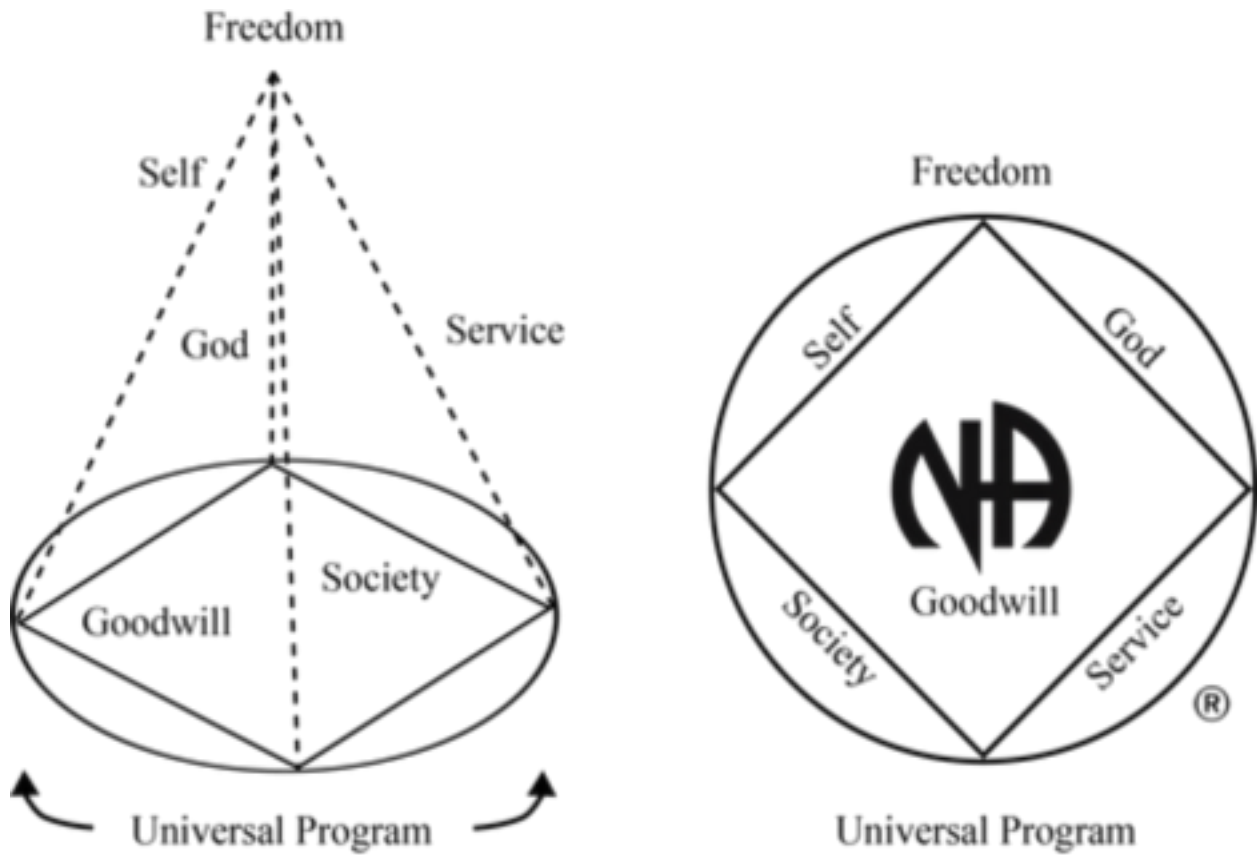 Freedom
Self
God
Service
Society
Goodwill
Universal Program
Freedom
Self
God
NA
Goodwill
Society
Service
®
Universal Program